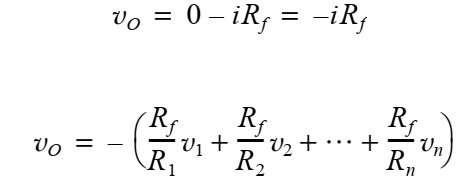 v_O = 0 − iR_f = −iR_f
v_O = − ( R_f/R_1 v_1 + R_f/R_2 v_2 + ⋯ + R_f/R_n v_n )